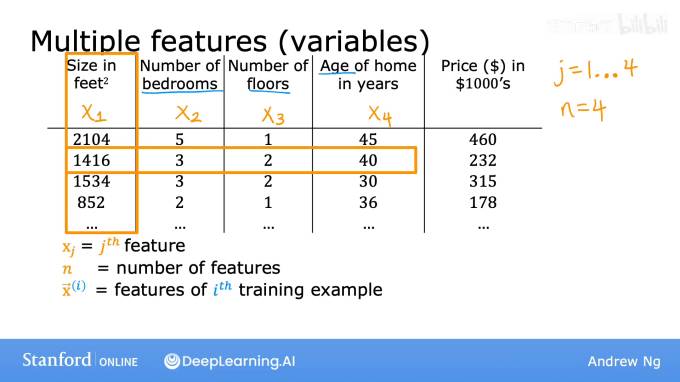 Multiple features (variables)
bilibili
Size in feet² Number of bedrooms Number of floors Age of home in years Price ($) in $1000's
j=1...4
X₁ X₂ X₃ X₄
n=4
2104 5 1 45 460
1416 3 2 40 232
1534 3 2 30 315
852 2 1 36 178
... ... ... ... ...
xⱼ = jᵗʰ feature
n = number of features
x⃗⁽ⁱ⁾ = features of iᵗʰ training example
Stanford ONLINE DeepLearning.AI Andrew Ng